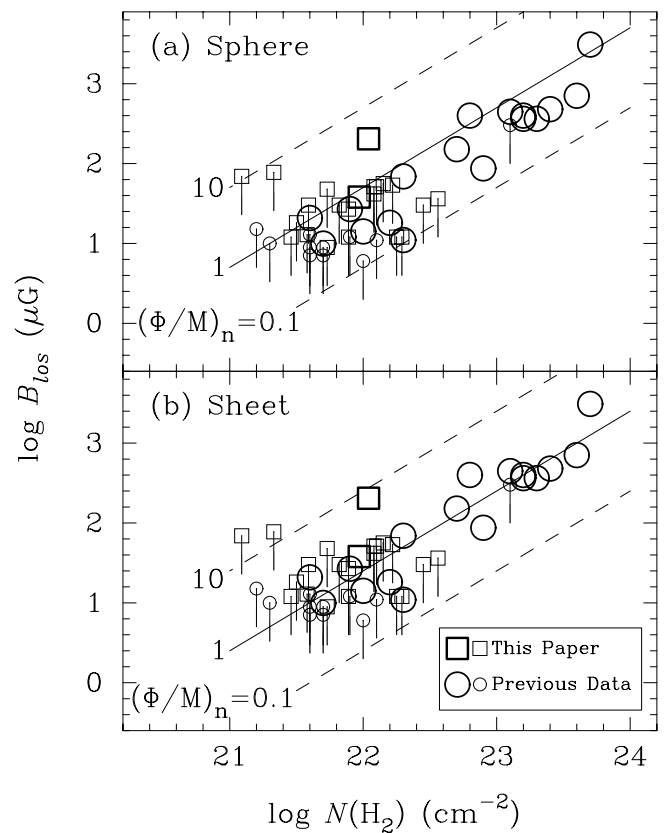 (a) Sphere
3
2
10
1
1
0
(Φ/M)n=0.1
log Blos (μG)
(b) Sheet
3
2
10
1
1
0
(Φ/M)n=0.1
This Paper
Previous Data
21 22 23 24
log N(H2) (cm−2)